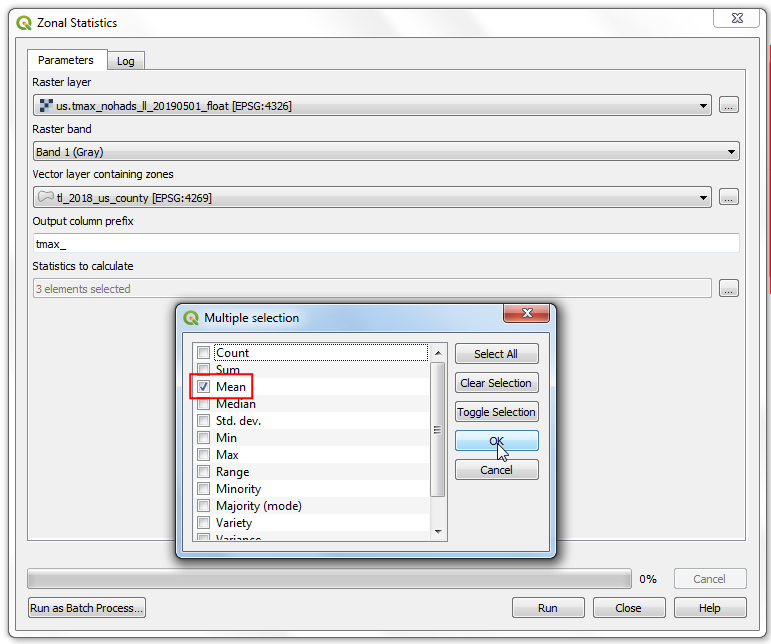 Zonal Statistics
Parameters
Log
Raster layer
us.tmax_nohads_ll_20190501_float [EPSG:4326]
...
Raster band
Band 1 (Gray)
Vector layer containing zones
tl_2018_us_county [EPSG:4269]
...
Output column prefix
tmax_
Statistics to calculate
3 elements selected
...
Multiple selection
Count
Sum
Mean
Median
Std. dev.
Min
Max
Range
Minority
Majority (mode)
Variety
Variance
Select All
Clear Selection
Toggle Selection
OK
Cancel
0%
Cancel
Run as Batch Process...
Run
Close
Help